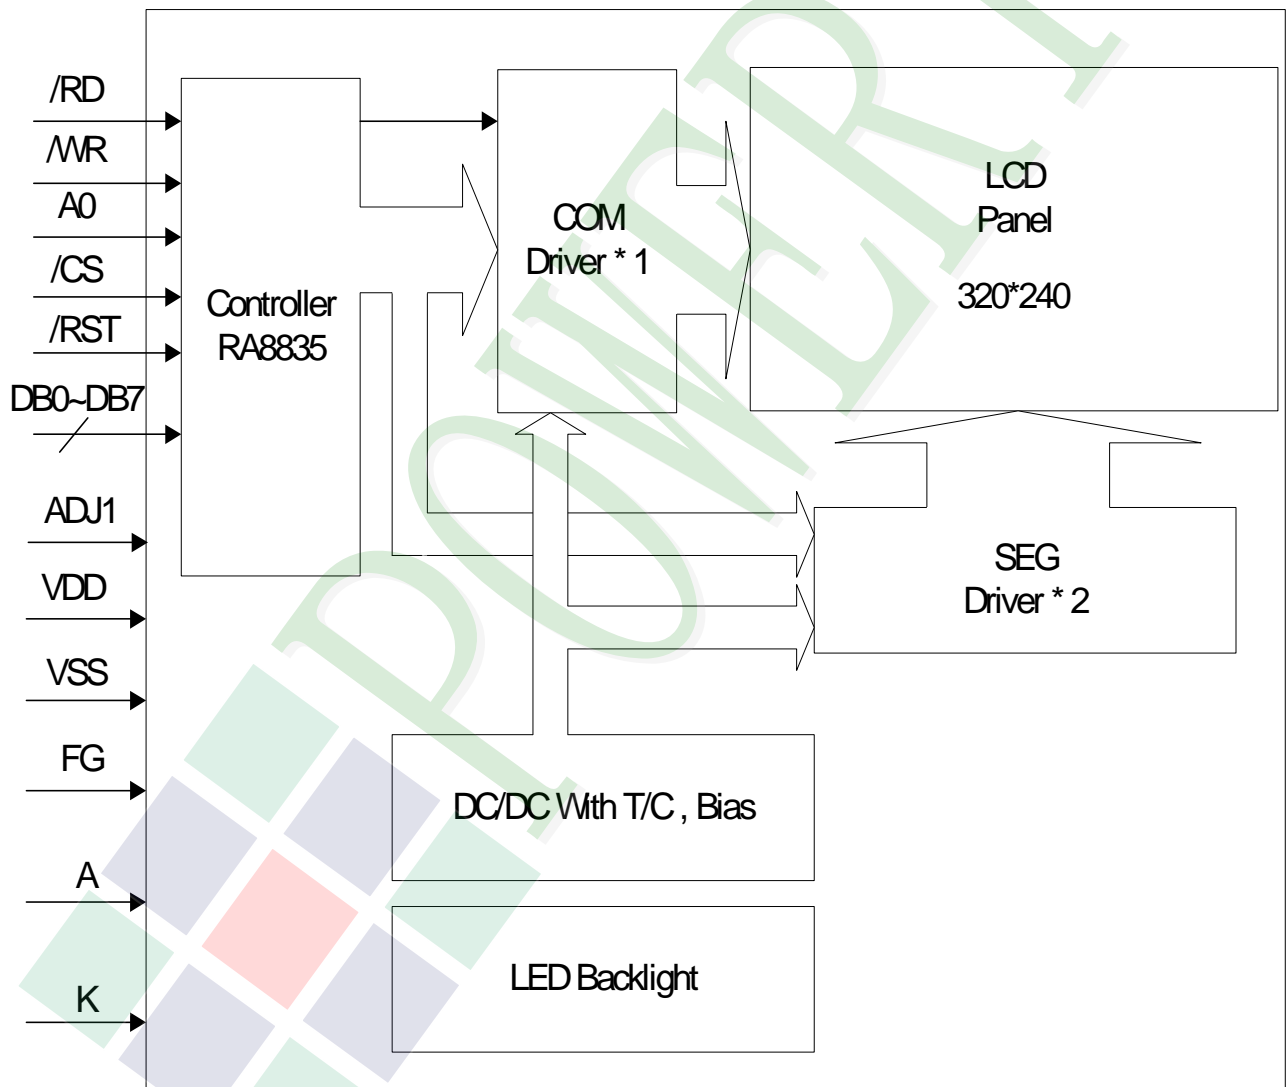 /RD
/WR
A0
/CS
/RST
DB0~DB7
ADJ1
VDD
VSS
FG
A
K
Controller
RA8835
COM
Driver * 1
LCD
Panel
320*240
SEG
Driver * 2
DC/DC With T/C , Bias
LED Backlight
POWERT